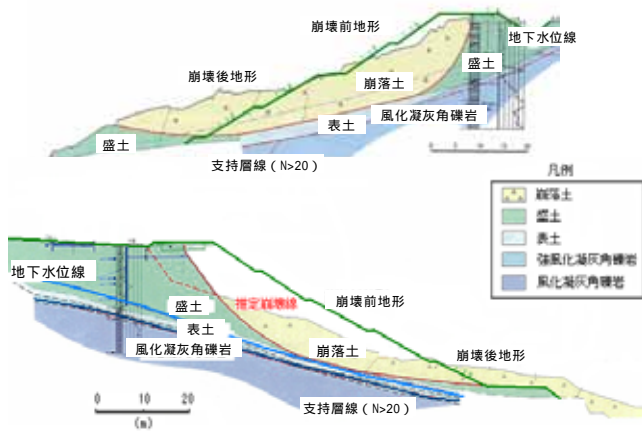 崩壊前地形
地下水位線
盛土
崩壊後地形
崩落土
風化凝灰角礫岩
表土
盛土
支持層線（N>20）
凡例
崩落土
盛土
表土
強風化凝灰角礫岩
風化凝灰角礫岩
地下水位線
推定崩壊線
崩壊前地形
盛土
表土
風化凝灰角礫岩
崩落土
崩壊後地形
支持層線（N>20）
0 10 20
(m)